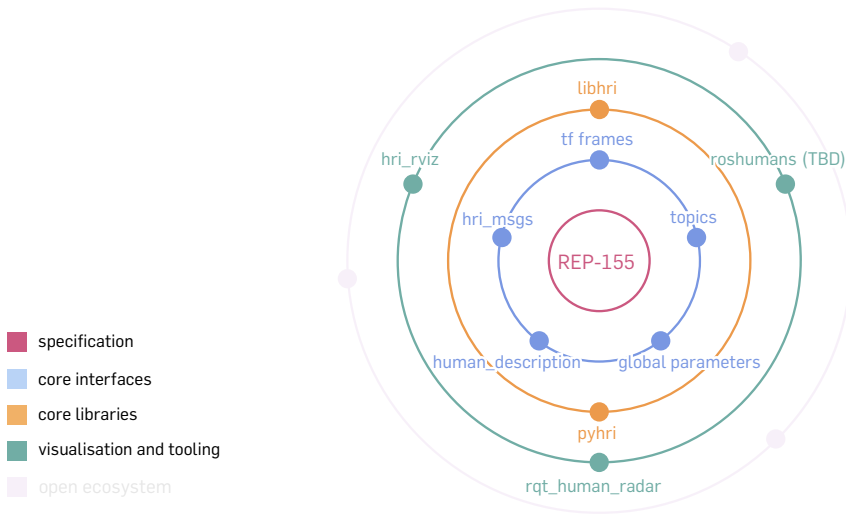 libhri
tf frames
hri_rviz
roshumans (TBD)
hri_msgs
topics
REP-155
human_description
global parameters
pyhri
rqt_human_radar
specification
core interfaces
core libraries
visualisation and tooling
open ecosystem